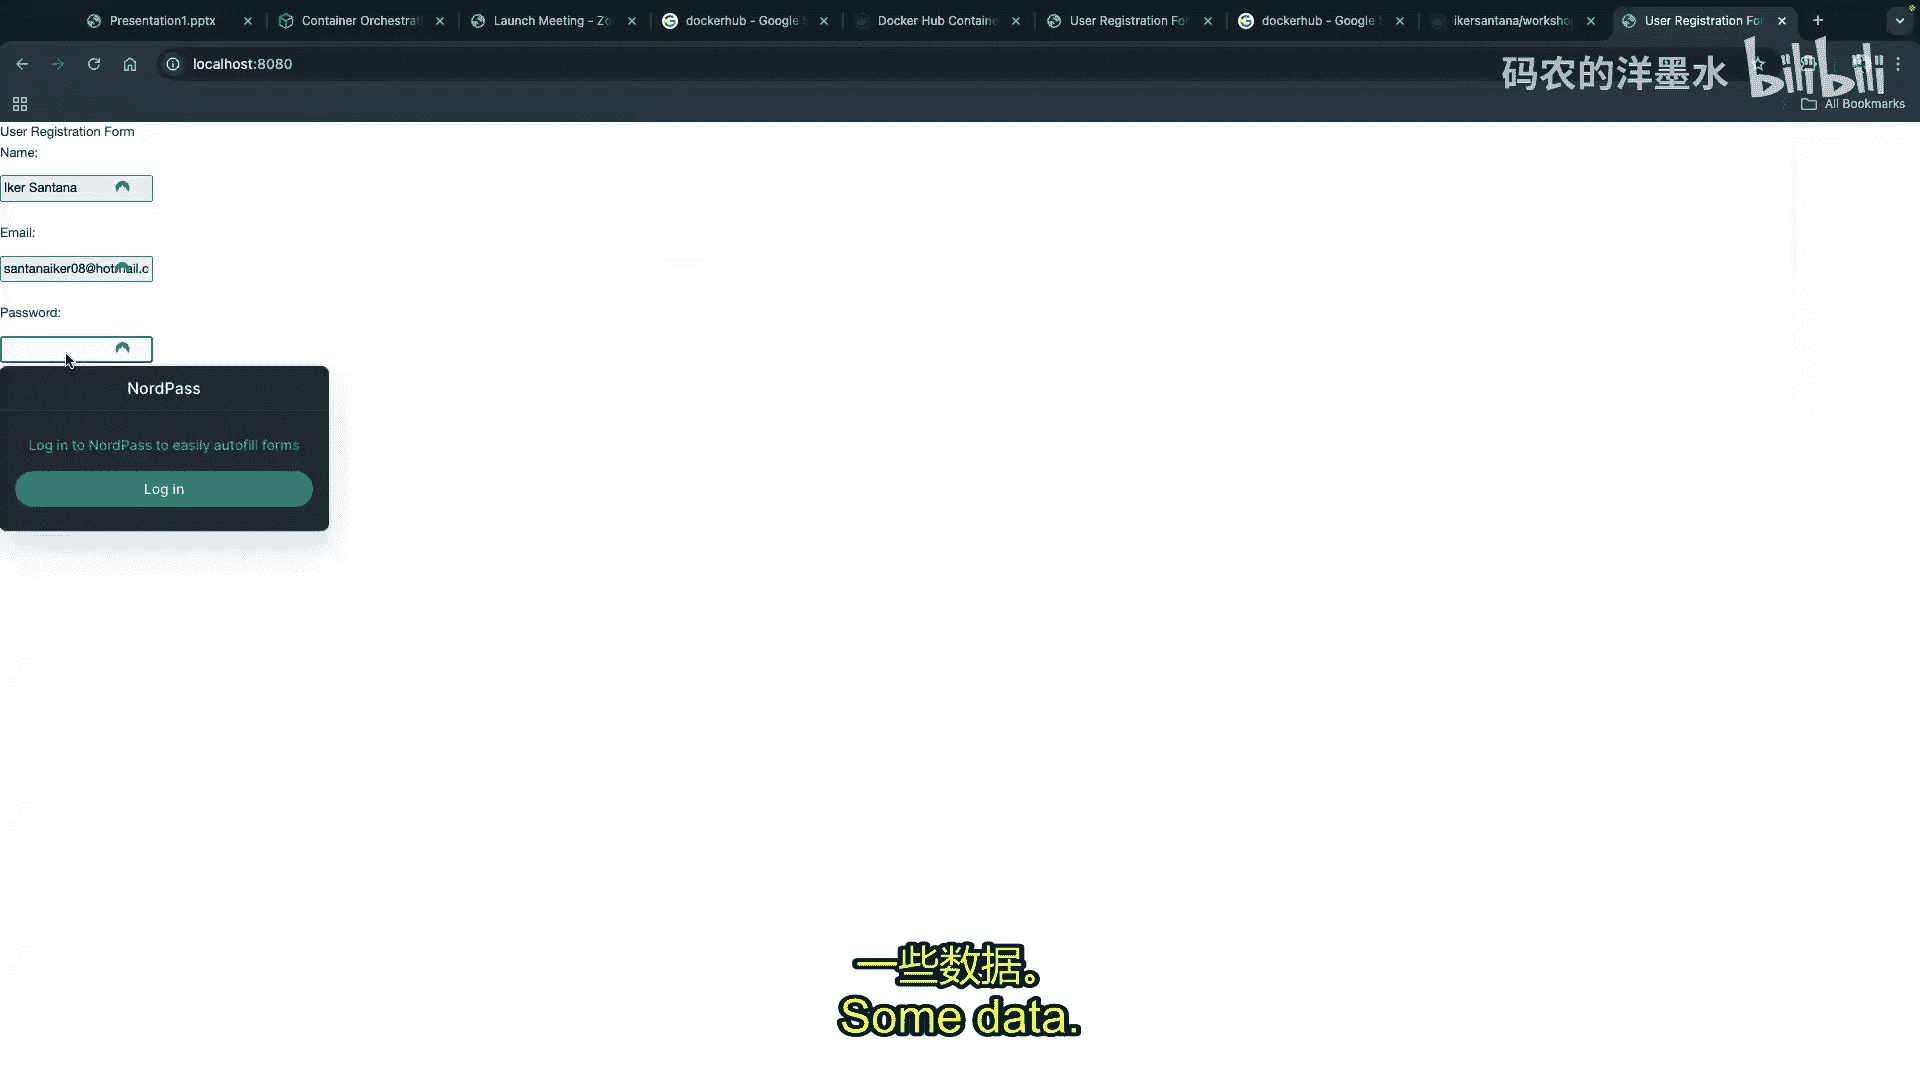 Presentation1.pptx
Container Orchestrat
Launch Meeting - Zo
dockerhub - Google S
Docker Hub Containe
User Registration For
dockerhub - Google S
ikersantana/worksho
User Registration For
localhost:8080
码农的洋墨水 bilibili
All Bookmarks
User Registration Form
Name:
Iker Santana
Email:
santanaiker08@hotmail.c
Password:
NordPass
Log in to NordPass to easily autofill forms
Log in
一些数据。
Some data.